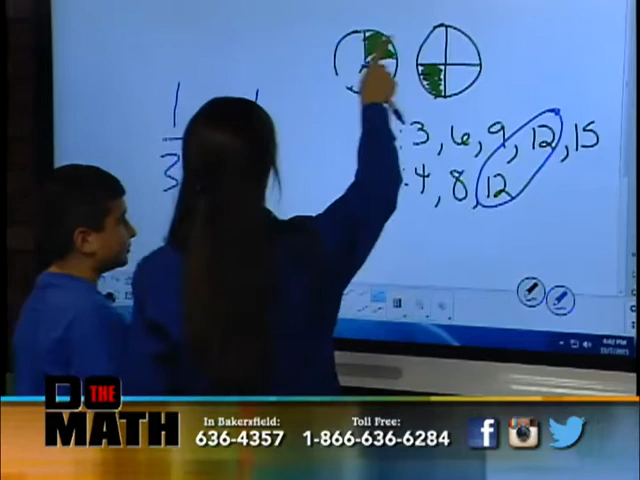 1 1
3
: 3, 6, 9, 12, 15
: 4, 8, 12
DO THE MATH
In Bakersfield: 636-4357
Toll Free: 1-866-636-6284